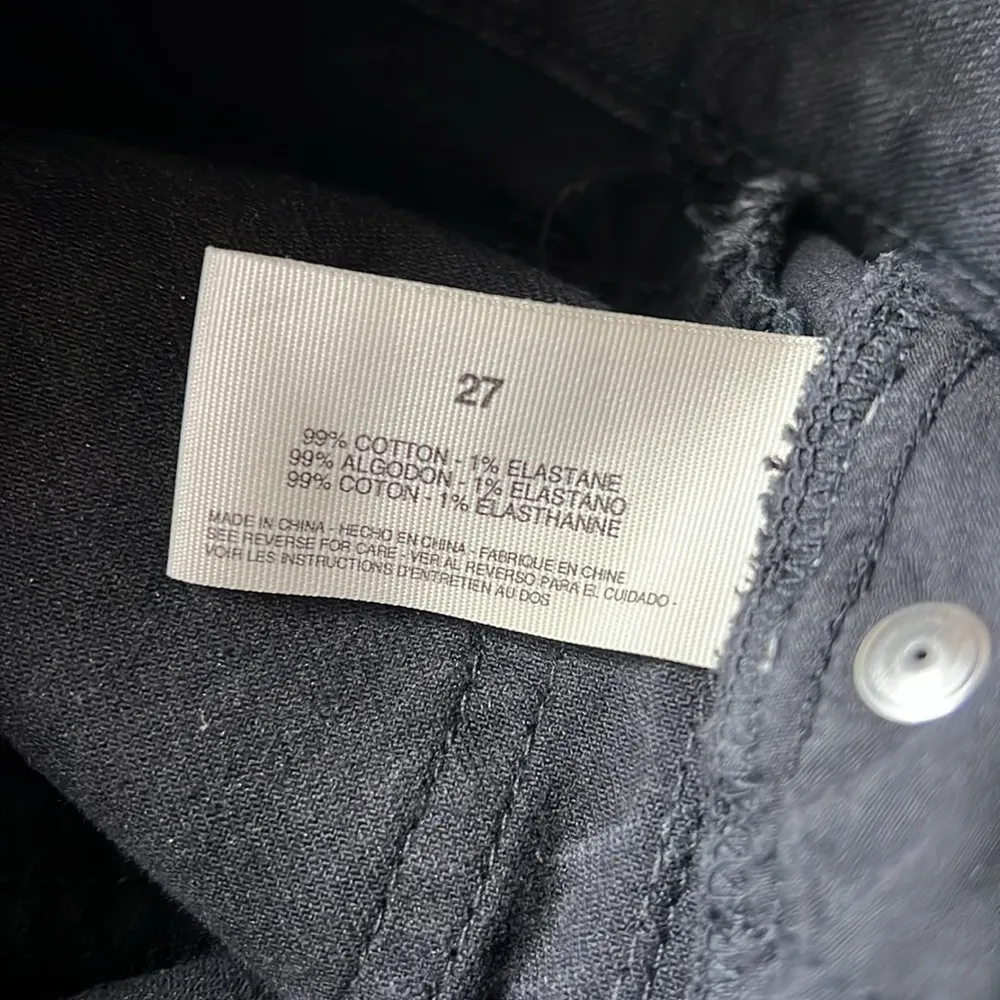 27
99% COTTON - 1% ELASTANE
99% ALGODON - 1% ELASTANO
99% COTON - 1% ELASTHANNE
MADE IN CHINA - HECHO EN CHINA - FABRIQUE EN CHINE
SEE REVERSE FOR CARE - VER AL REVERSO PARA EL CUIDADO -
VOIR LES INSTRUCTIONS D'ENTRETIEN AU DOS